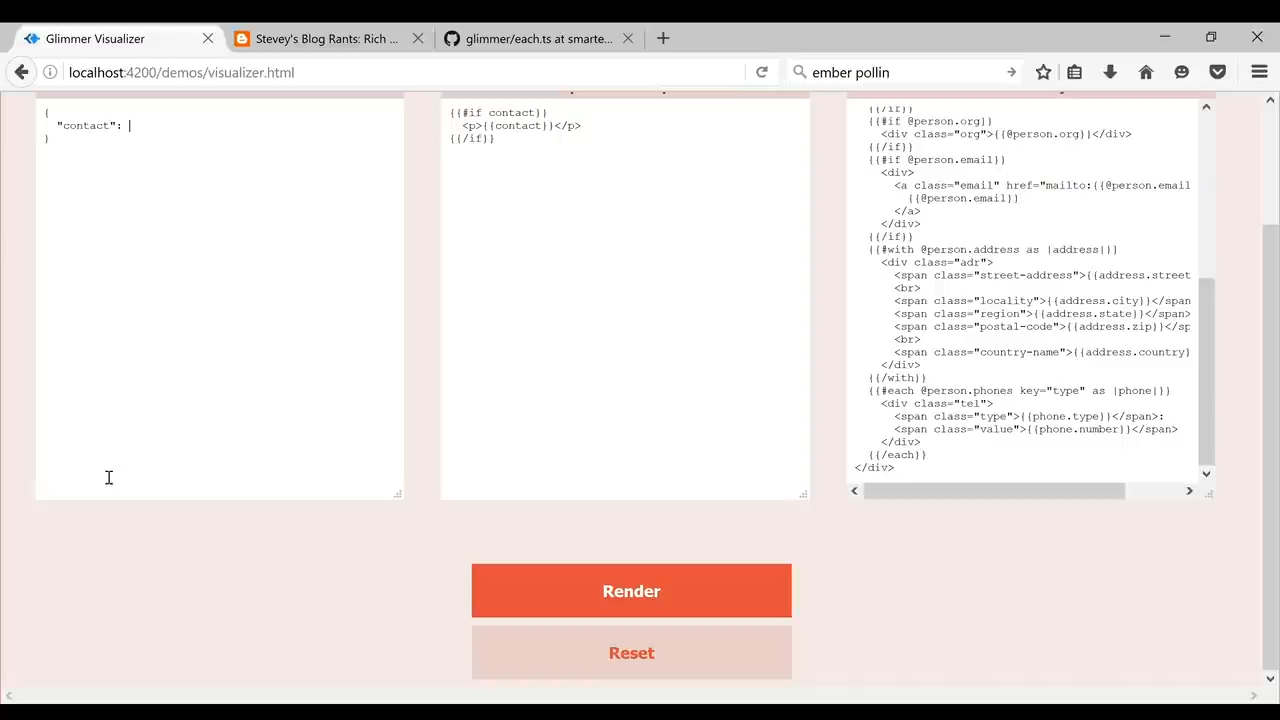 Glimmer Visualizer
Stevey's Blog Rants: Rich ...
glimmer/each.ts at smarte...
localhost:4200/demos/visualizer.html
ember pollin
{
"contact":
}
{{#if contact}}
<p>{{contact}}</p>
{{/if}}
{{/if}}
{{#if @person.org}}
<div class="org">{{@person.org}}</div>
{{/if}}
{{#if @person.email}}
<div>
<a class="email" href="mailto:{{@person.email
{{@person.email}}
</a>
</div>
{{/if}}
{{#with @person.address as |address|}}
<div class="adr">
<span class="street-address">{{address.street
<br>
<span class="locality">{{address.city}}</span
<span class="region">{{address.state}}</span>
<span class="postal-code">{{address.zip}}</sp
<br>
<span class="country-name">{{address.country}
</div>
{{/with}}
{{#each @person.phones key="type" as |phone|}}
<div class="tel">
<span class="type">{{phone.type}}</span>:
<span class="value">{{phone.number}}</span>
</div>
{{/each}}
</div>
Render
Reset